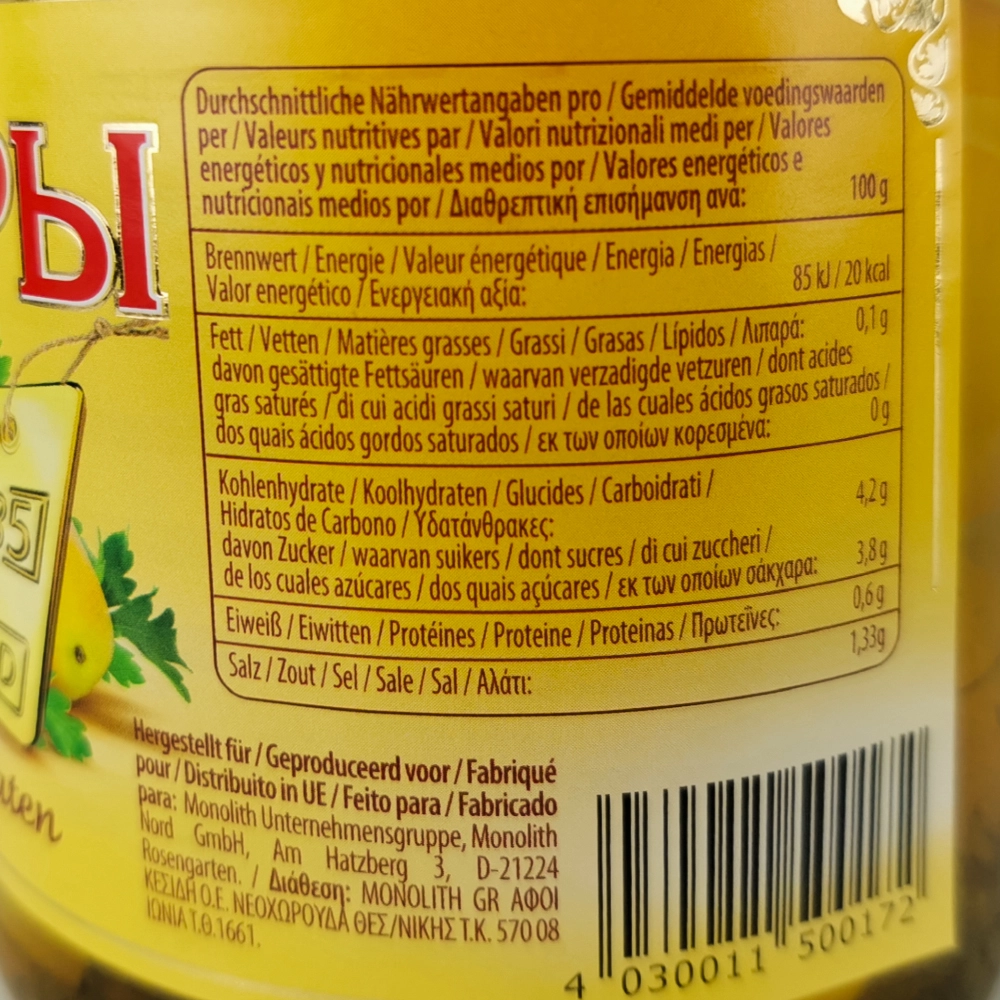 РЫ
Durchschnittliche Nährwertangaben pro / Gemiddelde voedingswaarden
per / Valeurs nutritives par / Valori nutrizionali medi per / Valores
energéticos y nutricionales medios por / Valores energéticos e
nutricionais medios por / Διαθρεπτική επισήμανση ανά: 100 g
Brennwert / Energie / Valeur énergétique / Energia / Energias /
Valor energético / Ενεργειακή αξία: 85 kJ / 20 kcal
Fett / Vetten / Matières grasses / Grassi / Grasas / Lípidos / Λιπαρά: 0,1 g
davon gesättigte Fettsäuren / waarvan verzadigde vetzuren / dont acides
gras saturés / di cui acidi grassi saturi / de las cuales ácidos grasos saturados /
dos quais ácidos gordos saturados / εκ των οποίων κορεσμένα: 0 g
Kohlenhydrate / Koolhydraten / Glucides / Carboidrati /
Hidratos de Carbono / Υδατάνθρακες: 4,2 g
davon Zucker / waarvan suikers / dont sucres / di cui zuccheri /
de los cuales azúcares / dos quais açúcares / εκ των οποίων σάκχαρα: 3,8 g
Eiweiß / Eiwitten / Protéines / Proteine / Proteinas / Πρωτεΐνες: 0,6 g
Salz / Zout / Sel / Sale / Sal / Αλάτι: 1,33g
Hergestellt für / Geproduceerd voor / Fabriqué
pour / Distribuito in UE / Feito para / Fabricado
para: Monolith Unternehmensgruppe, Monolith
Nord GmbH, Am Hatzberg 3, D-21224
Rosengarten. / Διάθεση: MONOLITH GR ΑΦΟΙ
ΚΕΣΙΔΗ Ο.Ε. ΝΕΟΧΩΡΟΥΔΑ ΘΕΣ/ΝΙΚΗΣ Τ.Κ. 570 08
ΙΩΝΙΑ Τ.Θ.1661.
4 030011 500172